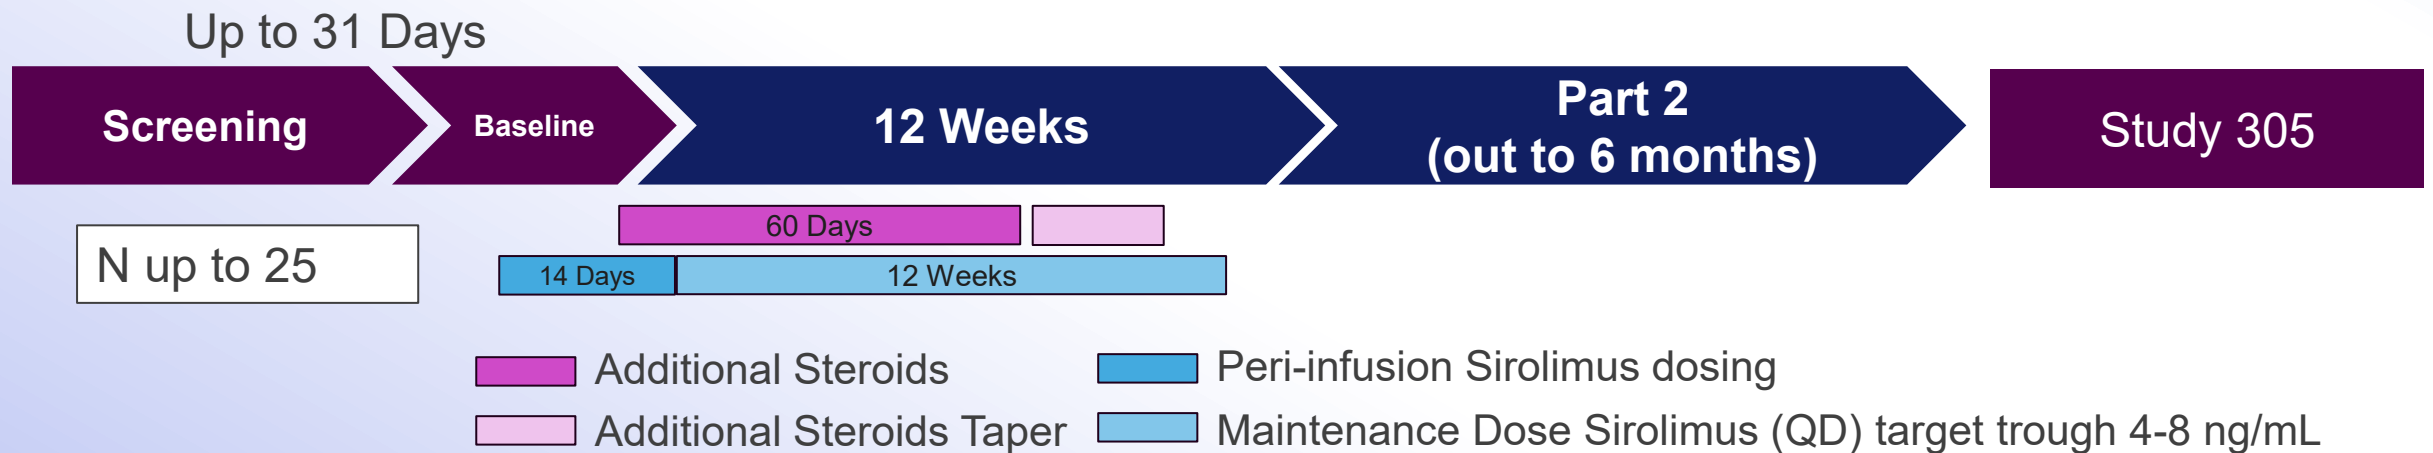 Up to 31 Days
Screening
Baseline
12 Weeks
Part 2
(out to 6 months)
Study 305
N up to 25
60 Days
14 Days
12 Weeks
Additional Steroids
Peri-infusion Sirolimus dosing
Additional Steroids Taper
Maintenance Dose Sirolimus (QD) target trough 4-8 ng/mL